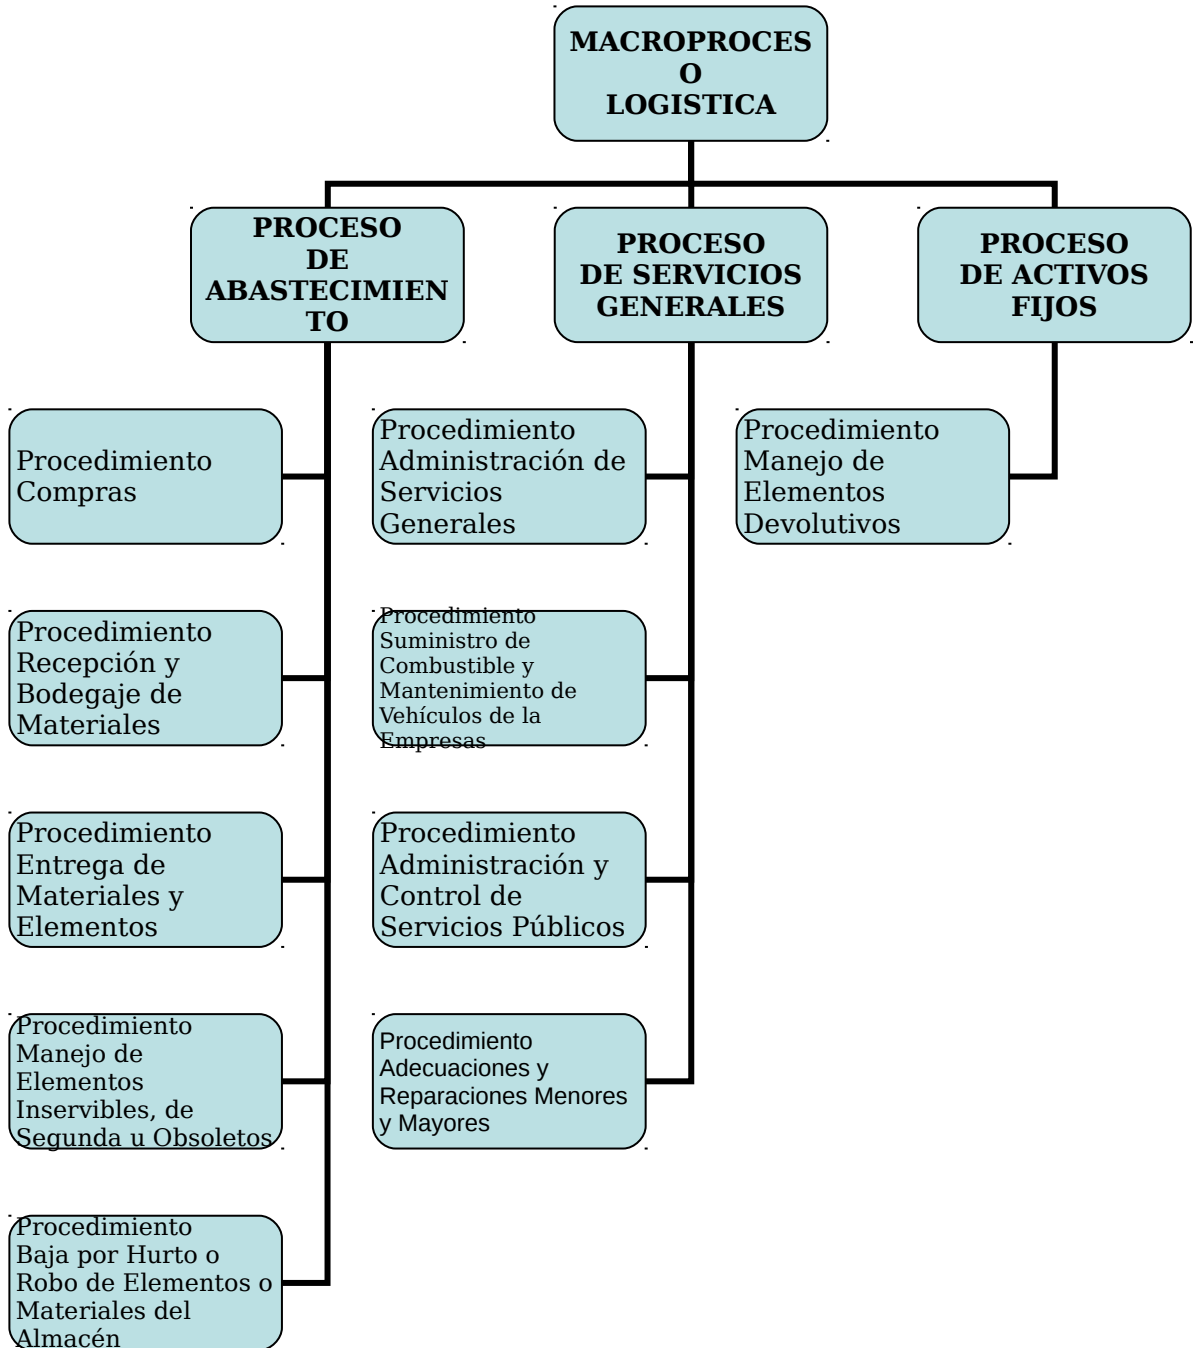 MACROPROCES
O
LOGISTICA
PROCESO
DE
ABASTECIMIEN
TO
PROCESO
DE SERVICIOS
GENERALES
PROCESO
DE ACTIVOS
FIJOS
Procedimiento
Compras
Procedimiento
Administración de
Servicios
Generales
Procedimiento
Manejo de
Elementos
Devolutivos
Procedimiento
Recepción y
Bodegaje de
Materiales
Procedimiento
Suministro de
Combustible y
Mantenimiento de
Vehículos de la
Empresas
Procedimiento
Entrega de
Materiales y
Elementos
Procedimiento
Administración y
Control de
Servicios Públicos
Procedimiento
Manejo de
Elementos
Inservibles, de
Segunda u Obsoletos
Procedimiento
Adecuaciones y
Reparaciones Menores
y Mayores
Procedimiento
Baja por Hurto o
Robo de Elementos o
Materiales del
Almacén